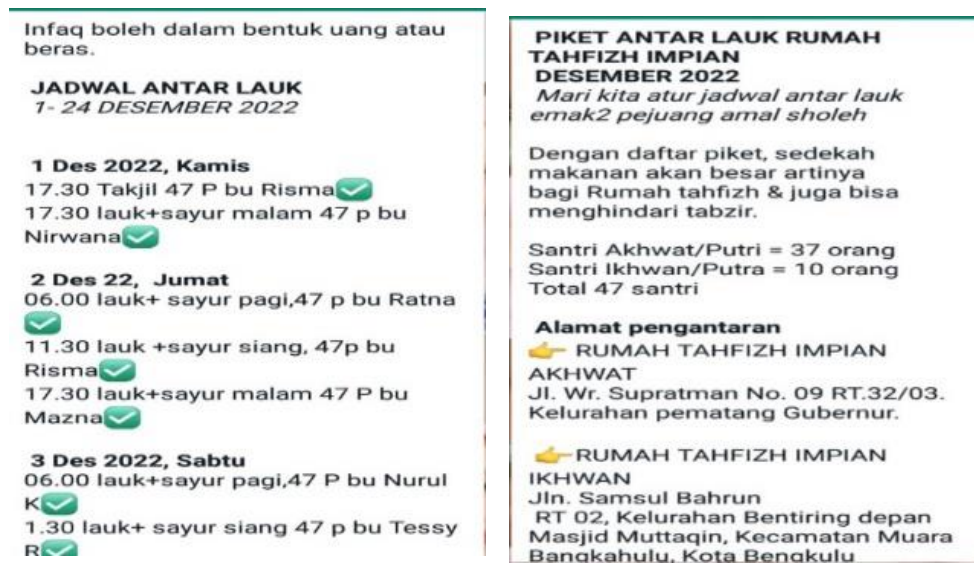 Infaq boleh dalam bentuk uang atau
beras.
JADWAL ANTAR LAUK
1- 24 DESEMBER 2022
1 Des 2022, Kamis
17.30 Takjil 47 P bu Risma✅
17.30 lauk+sayur malam 47 p bu
Nirwana✅
2 Des 22, Jumat
06.00 lauk+ sayur pagi,47 p bu Ratna
✅
11.30 lauk +sayur siang, 47p bu
Risma✅
17.30 lauk+sayur malam 47 P bu
Mazna✅
3 Des 2022, Sabtu
06.00 lauk+sayur pagi,47 P bu Nurul
K✅
1.30 lauk+ sayur siang 47 p bu Tessy
R✅
PIKET ANTAR LAUK RUMAH
TAHFIZH IMPIAN
DESEMBER 2022
Mari kita atur jadwal antar lauk
emak2 pejuang amal sholeh
Dengan daftar piket, sedekah
makanan akan besar artinya
bagi Rumah tahfizh & juga bisa
menghindari tabzir.
Santri Akhwat/Putri = 37 orang
Santri Ikhwan/Putra = 10 orang
Total 47 santri
Alamat pengantaran
👉 RUMAH TAHFIZH IMPIAN
AKHWAT
Jl. Wr. Supratman No. 09 RT.32/03.
Kelurahan pematang Gubernur.
👉 RUMAH TAHFIZH IMPIAN
IKHWAN
Jln. Samsul Bahrun
RT 02, Kelurahan Bentiring depan
Masjid Muttaqin, Kecamatan Muara
Bangkahulu, Kota Bengkulu